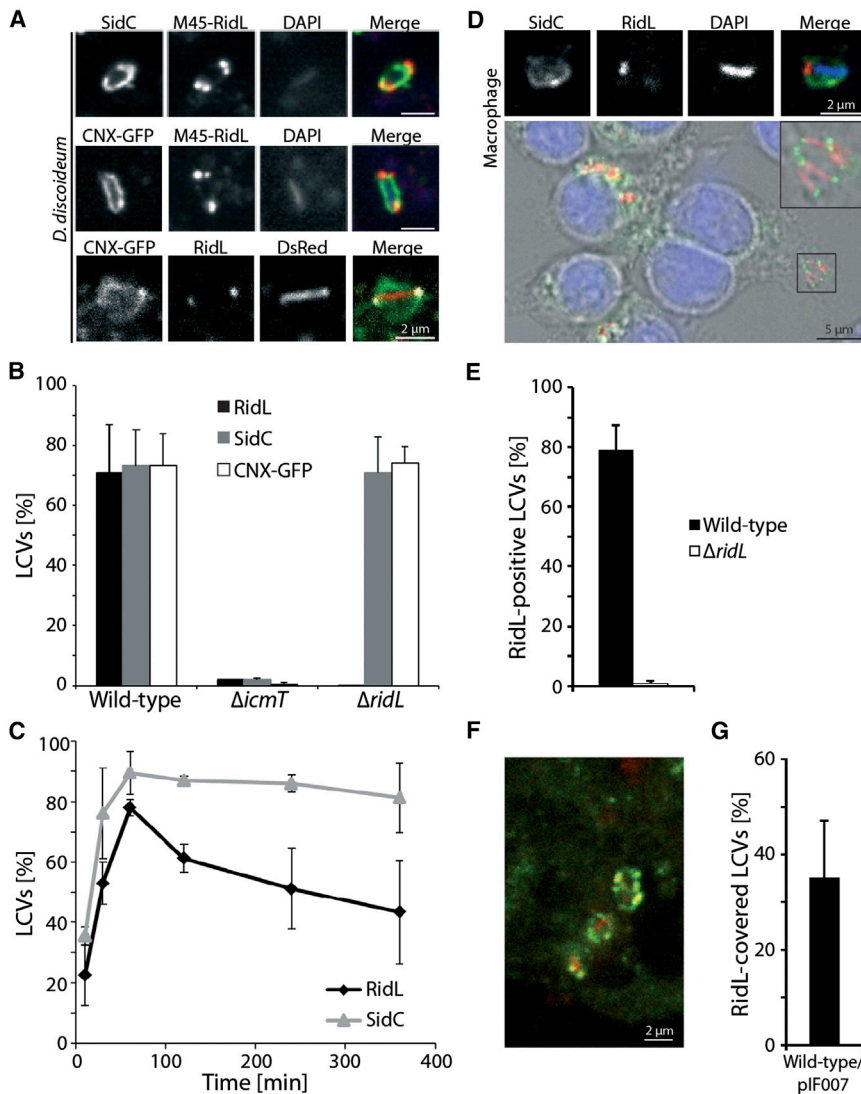 A
SidC M45-RidL DAPI Merge
CNX-GFP M45-RidL DAPI Merge
CNX-GFP RidL DsRed Merge
2 µm
D. discoideum
D
SidC RidL DAPI Merge
2 µm
Macrophage
5 µm
B
100
80
60
40
20
0
LCVs [%]
RidL
SidC
CNX-GFP
Wild-type ΔicmT ΔridL
E
100
80
60
40
20
0
RidL-positive LCVs [%]
Wild-type
ΔridL
C
100
80
60
40
20
0
LCVs [%]
RidL
SidC
0 100 200 300 400
Time [min]
F
2 µm
G
60
40
20
0
RidL-covered LCVs [%]
Wild-type/
pIF007